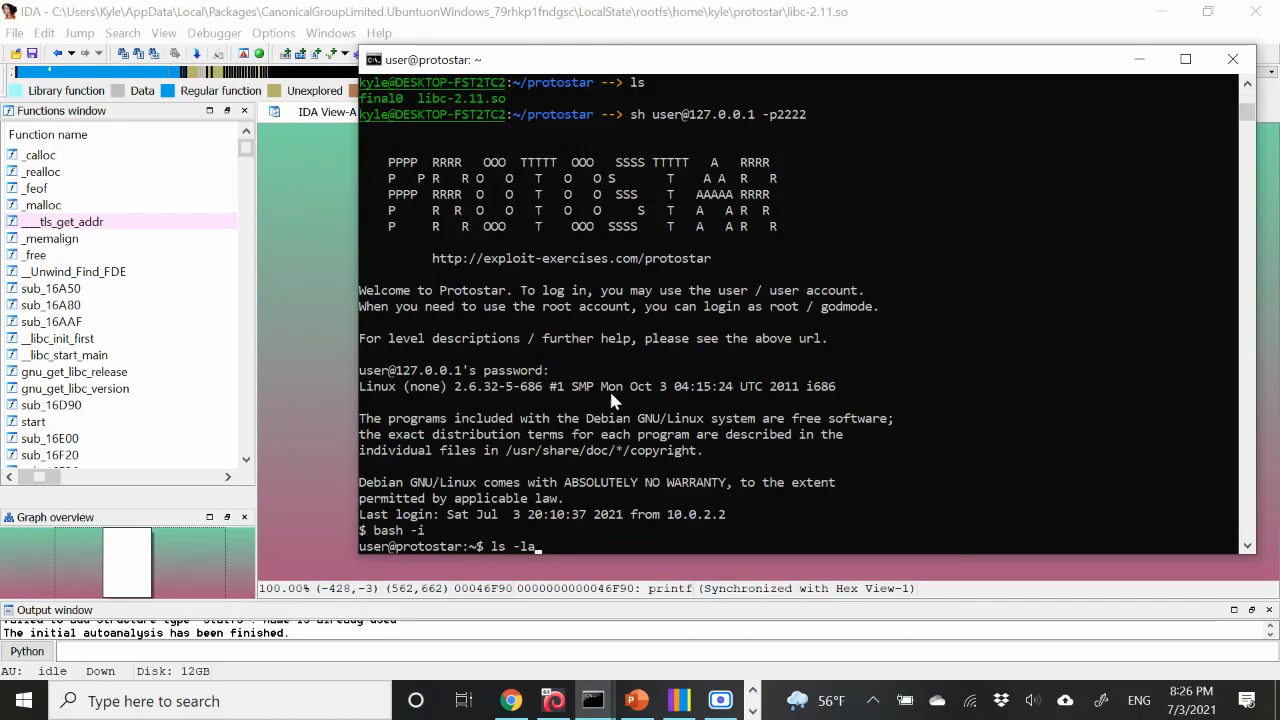 IDA - C:\Users\Kyle\AppData\Local\Packages\CanonicalGroupLimited.UbuntuonWindows_79rhkp1fndgsc\LocalState\rootfs\home\kyle\protostar\libc-2.11.so
File Edit Jump Search View Debugger Options Windows Help
Library function Data Regular function Unexplored
Functions window
IDA View-A
Function name
_calloc
_realloc
_feof
_malloc
___tls_get_addr
_memalign
_free
__Unwind_Find_FDE
sub_16A50
sub_16A80
sub_16AAF
__libc_init_first
__libc_start_main
gnu_get_libc_release
gnu_get_libc_version
sub_16D90
start
sub_16E00
sub_16F20
Graph overview
user@protostar: ~
kyle@DESKTOP-FST2TC2:~/protostar --> ls
final0 libc-2.11.so
kyle@DESKTOP-FST2TC2:~/protostar --> sh user@127.0.0.1 -p2222
PPPP RRRR OOO TTTTT OOO SSSS TTTTT A RRRR
P P R R O O T O O S T A A R R
PPPP RRRR O O T O O SSS T AAAAA RRRR
P R R O O T O O S T A A R R
P R R OOO T OOO SSSS T A A R R
http://exploit-exercises.com/protostar
Welcome to Protostar. To log in, you may use the user / user account.
When you need to use the root account, you can login as root / godmode.
For level descriptions / further help, please see the above url.
user@127.0.0.1's password:
Linux (none) 2.6.32-5-686 #1 SMP Mon Oct 3 04:15:24 UTC 2011 i686
The programs included with the Debian GNU/Linux system are free software;
the exact distribution terms for each program are described in the
individual files in /usr/share/doc/*/copyright.
Debian GNU/Linux comes with ABSOLUTELY NO WARRANTY, to the extent
permitted by applicable law.
Last login: Sat Jul 3 20:10:37 2021 from 10.0.2.2
$ bash -i
user@protostar:~$ ls -la
100.00% (-428,-3) (562,662) 00046F90 0000000000046F90: printf (Synchronized with Hex View-1)
Output window
The initial autoanalysis has been finished.
Python
AU: idle Down Disk: 12GB
Type here to search
56°F
ENG
8:26 PM
7/3/2021